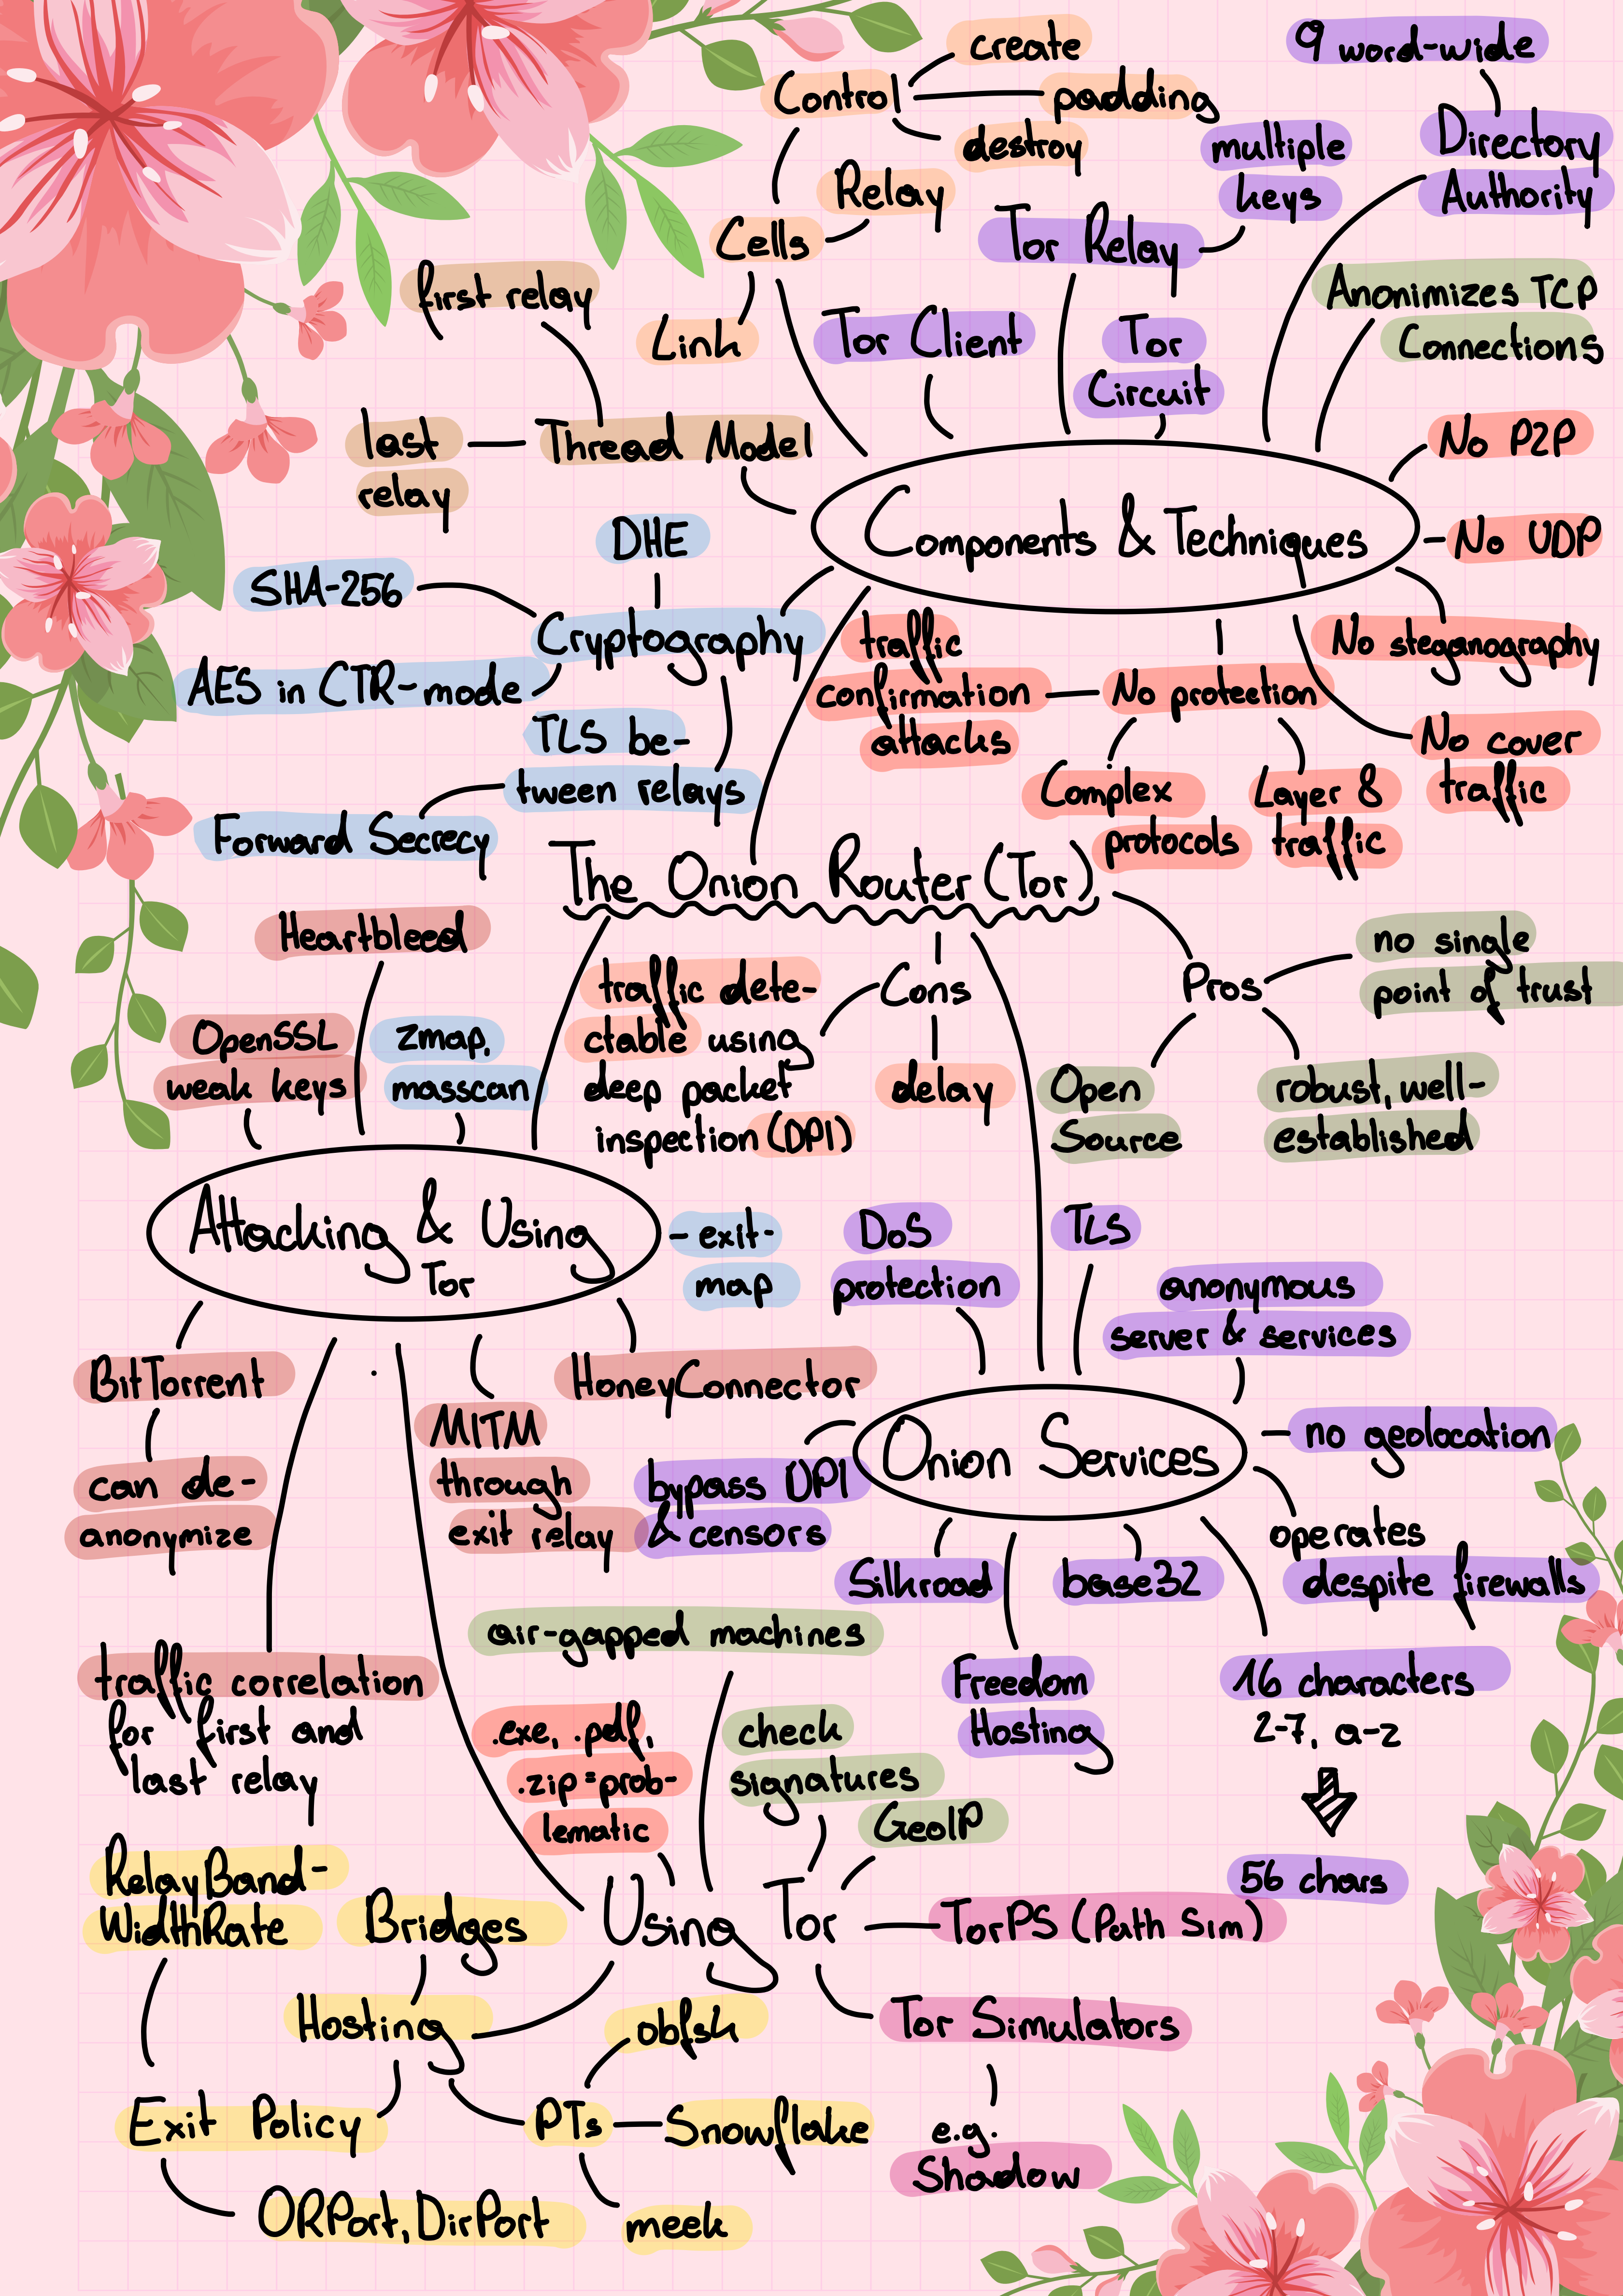 create
9 word-wide
Control
padding
destroy
multiple
keys
Directory
Authority
Relay
Cells
Tor Relay
first relay
Link
Tor Client
Tor
Circuit
Anonimizes TCP
Connections
last
relay
Thread Model
No P2P
Components & Techniques
No UDP
DHE
SHA-256
Cryptography
AES in CTR-mode
TLS be-
tween relays
Forward Secrecy
traffic
confirmation
attacks
No protection
No steganography
No cover
traffic
Complex
protocols
Layer 8
traffic
The Onion Router (Tor)
Heartbleed
OpenSSL
weak keys
zmap,
masscan
traffic dete-
ctable using
deep packet
inspection (DPI)
Cons
delay
Pros
no single
point of trust
Open
Source
robust, well-
established
Attacking & Using
Tor
exit-
map
DoS
protection
TLS
anonymous
server & services
BitTorrent
can de-
anonymize
MITM
through
exit relay
HoneyConnector
bypass DPI
& censors
Onion Services
no geolocation
operates
despite firewalls
Silkroad
base32
Freedom
Hosting
16 characters
2-7, a-z
56 chars
traffic correlation
for first and
last relay
air-gapped machines
.exe, .pdf,
.zip = prob-
lematic
check
signatures
GeoIP
RelayBand-
WidthRate
Bridges
Using Tor
TorPS (Path Sim)
Hosting
obfsk
Tor Simulators
Exit Policy
PTs
Snowflake
e.g.
Shadow
ORPort, DirPort
meek